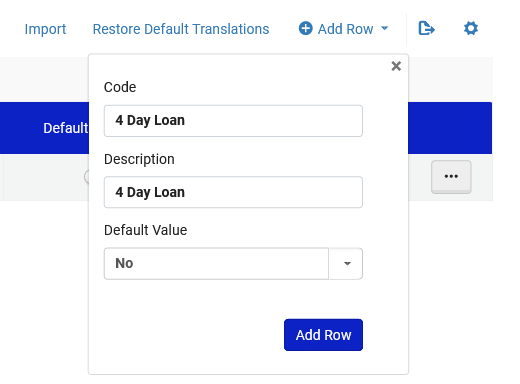 Import Restore Default Translations Add Row
Code
4 Day Loan
Default
Description
4 Day Loan
Default Value
No
Add Row